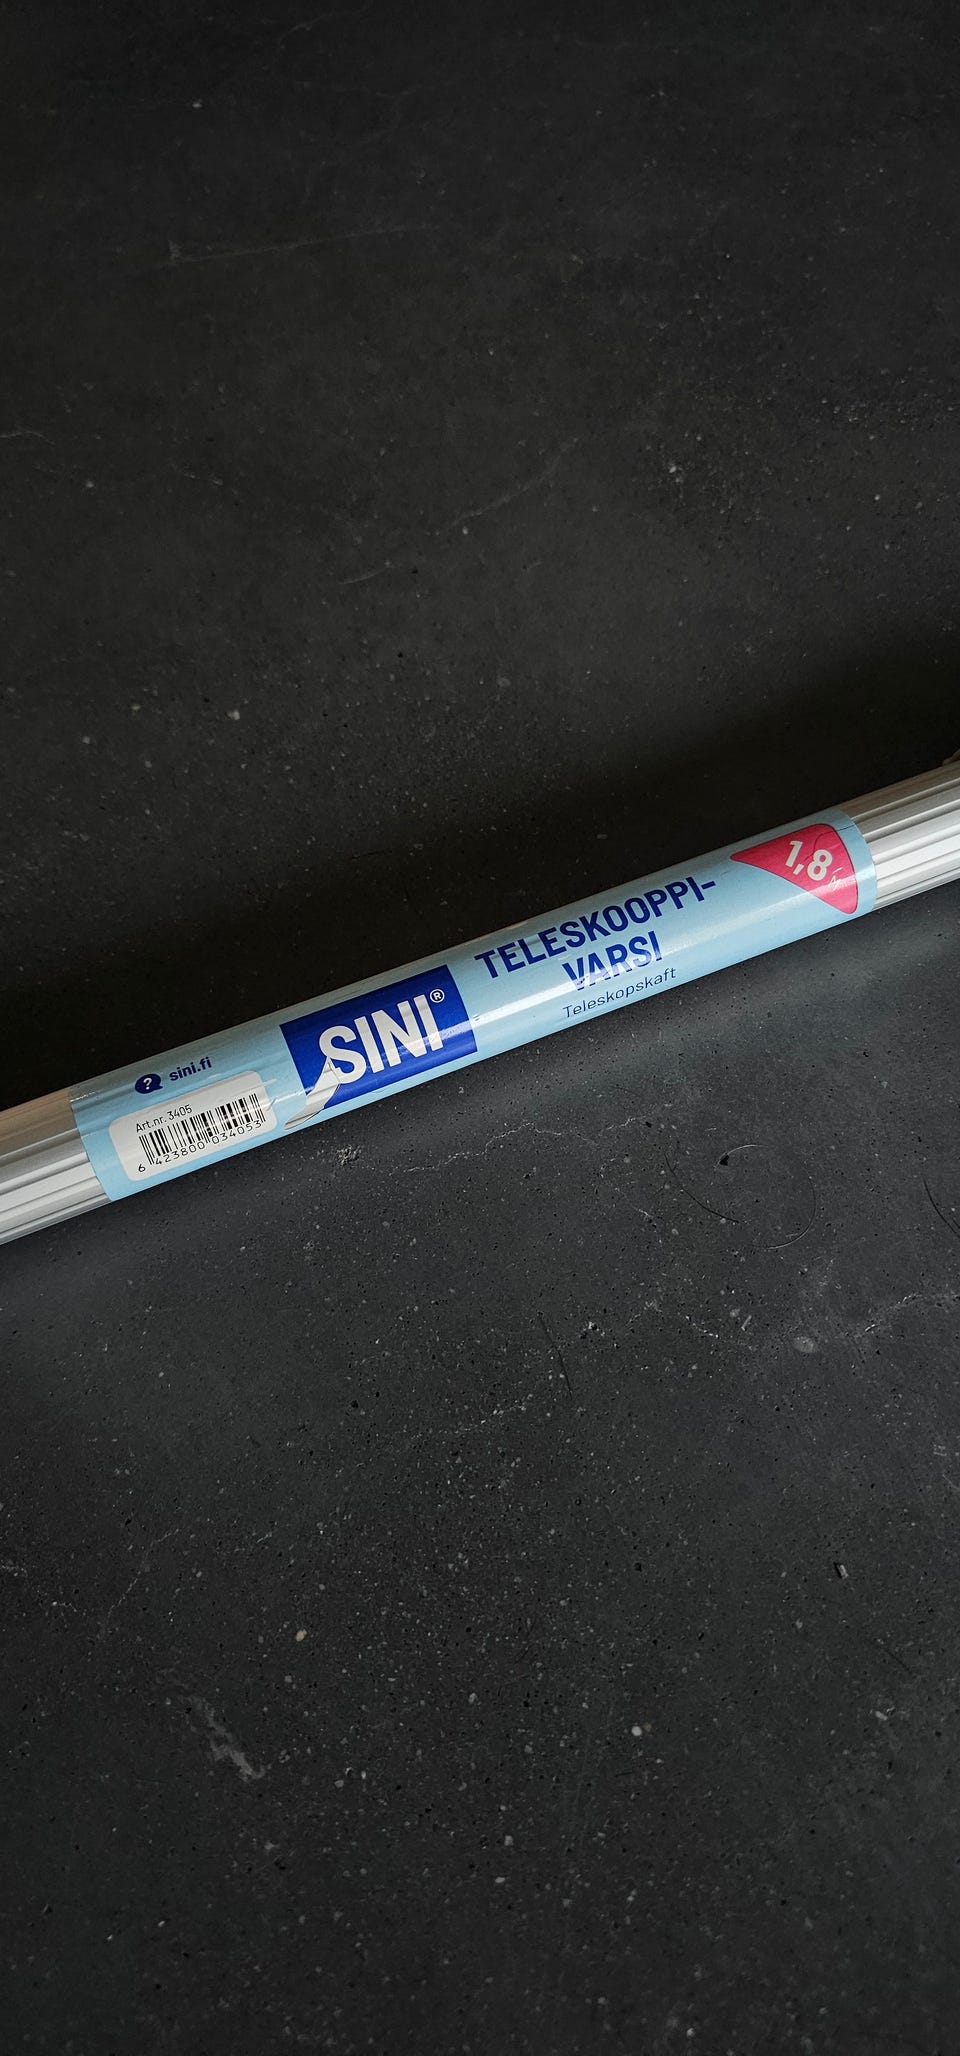 sini.fi
Art.nr. 3405
6 423800 034053
SINI®
TELESKOOPPI-
VARSI
Teleskopskaft
1,8